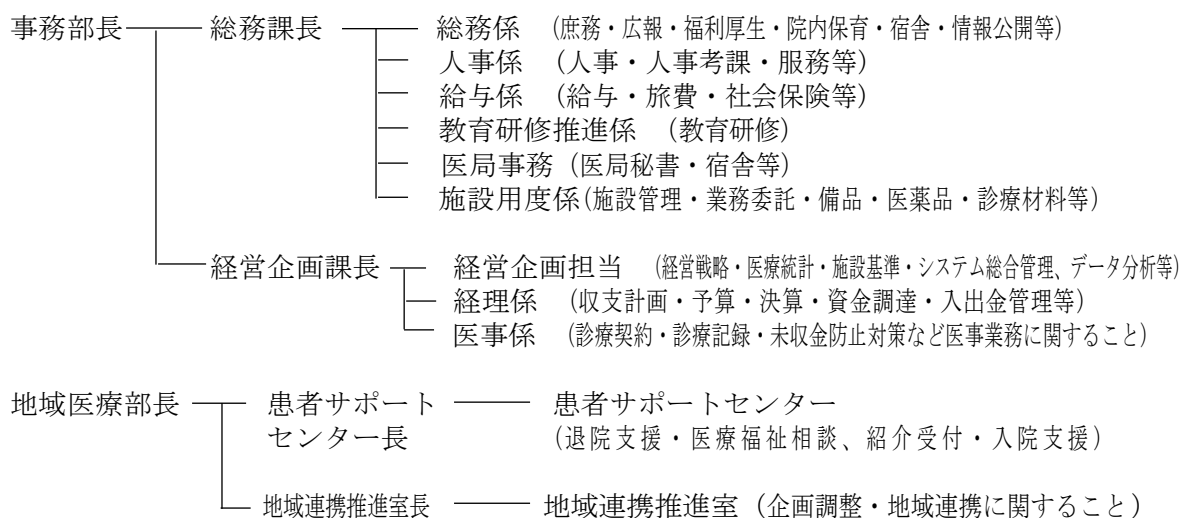 事務部長 総務課長 総務係 (庶務・広報・福利厚生・院内保育・宿舎・情報公開等)
人事係 (人事・人事考課・服務等)
給与係 (給与・旅費・社会保険等)
教育研修推進係 (教育研修)
医局事務 (医局秘書・宿舎等)
施設用度係(施設管理・業務委託・備品・医薬品・診療材料等)
経営企画課長 経営企画担当 (経営戦略・医療統計・施設基準・システム総合管理、データ分析等)
経理係 (収支計画・予算・決算・資金調達・入出金管理等)
医事係 (診療契約・診療記録・未収金防止対策など医事業務に関すること)
地域医療部長 患者サポート 患者サポートセンター
センター長 (退院支援・医療福祉相談、紹介受付・入院支援)
地域連携推進室長 地域連携推進室 (企画調整・地域連携に関すること)